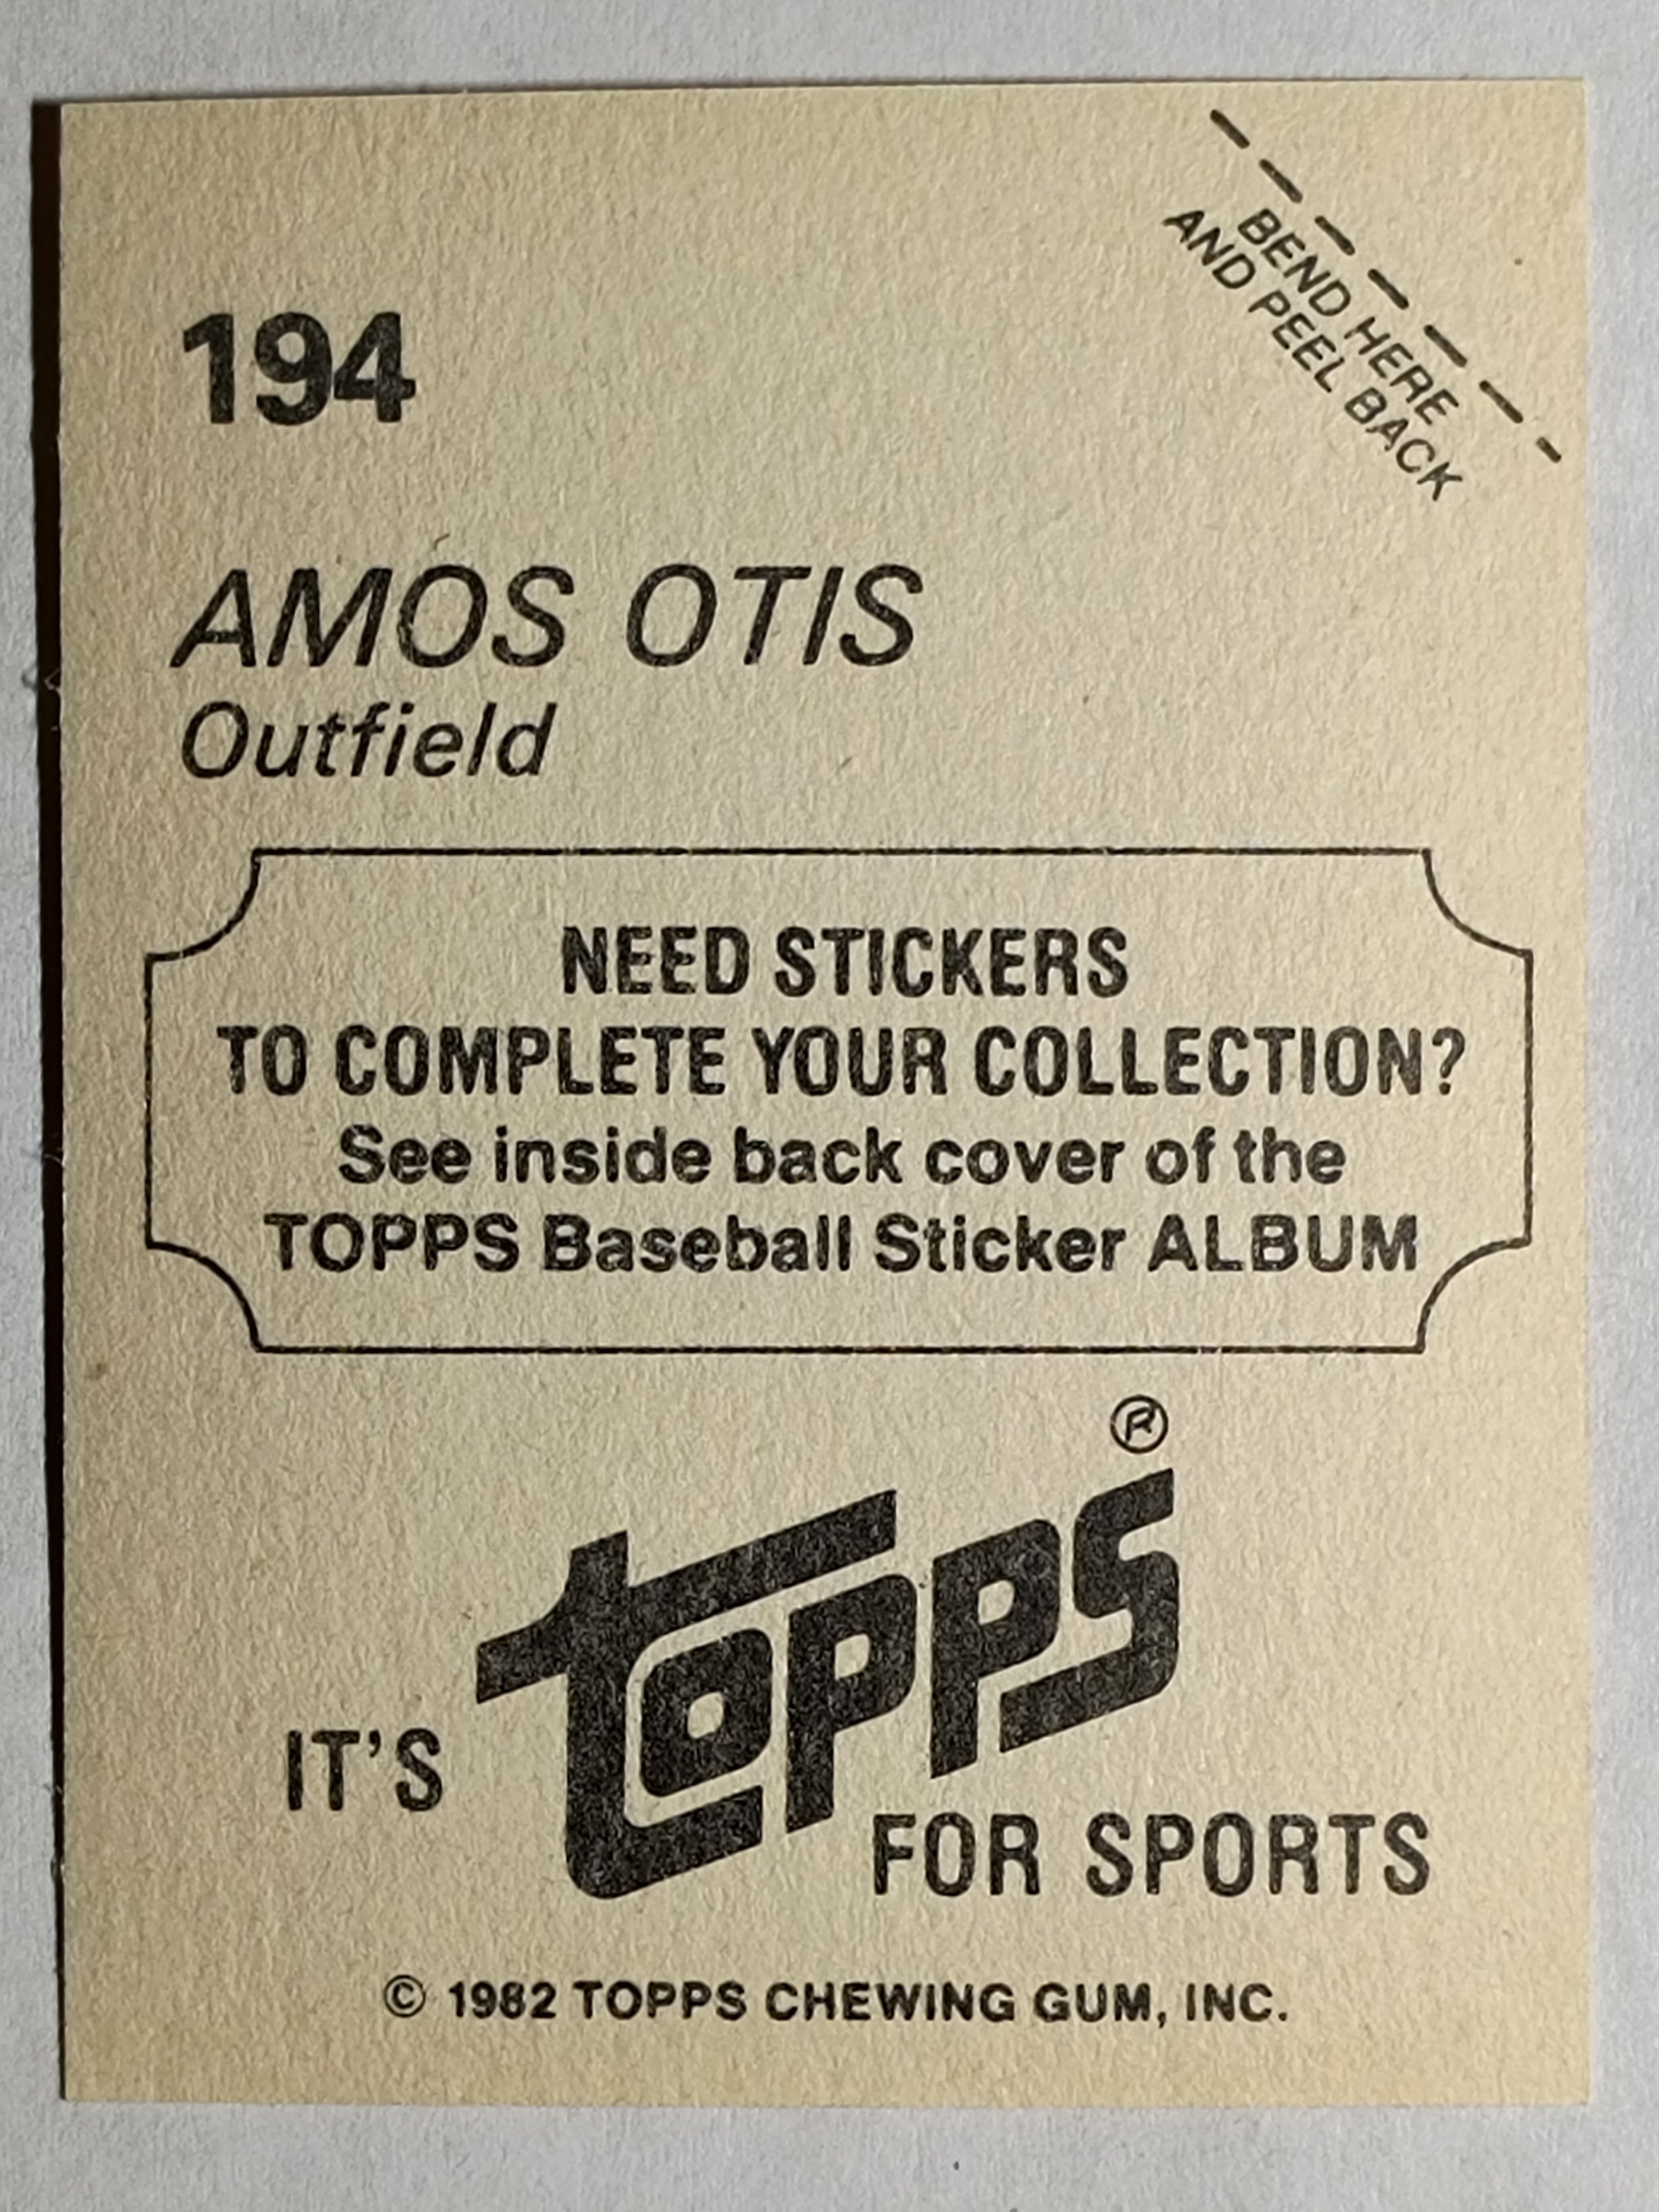 BEND HERE
AND PEEL BACK
194
AMOS OTIS
Outfield
NEED STICKERS
TO COMPLETE YOUR COLLECTION?
See inside back cover of the
TOPPS Baseball Sticker ALBUM
IT'S TOPPS®
FOR SPORTS
© 1982 TOPPS CHEWING GUM, INC.